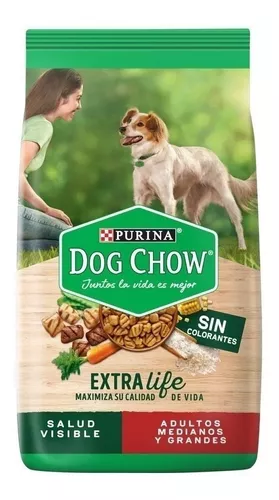 PURINA®
DOG CHOW®
Juntos la vida es mejor
SIN
COLORANTES
EXTRA life
MAXIMIZA SU CALIDAD DE VIDA
SALUD
VISIBLE
ADULTOS
MEDIANOS
Y GRANDES